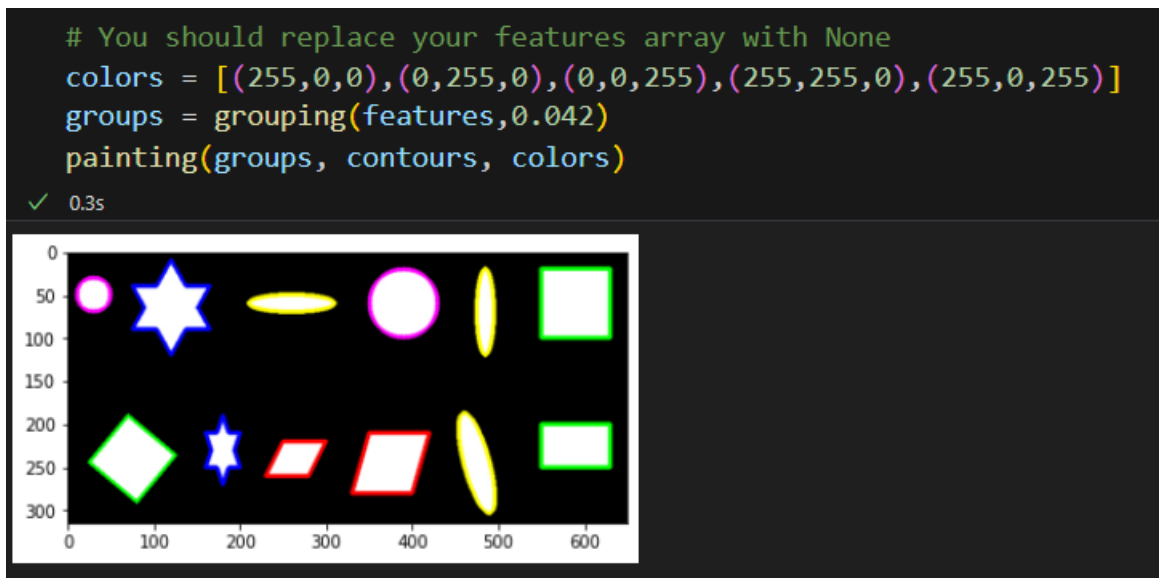 # You should replace your features array with None
colors = [(255,0,0),(0,255,0),(0,0,255),(255,255,0),(255,0,255)]
groups = grouping(features,0.042)
painting(groups, contours, colors)
✓ 0.3s
0
50
100
150
200
250
300
0 100 200 300 400 500 600